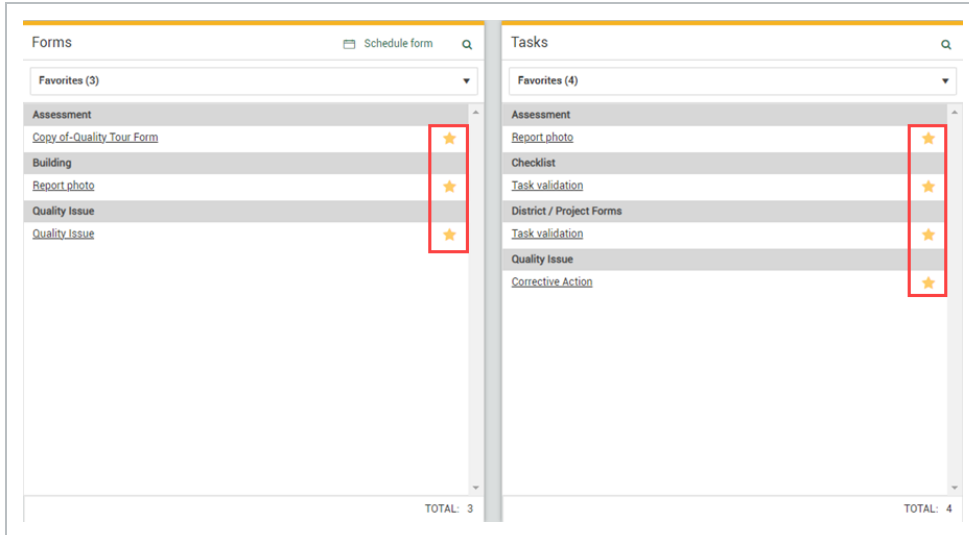 Forms
Schedule form
Favorites (3)
Assessment
Copy of-Quality Tour Form
Building
Report photo
Quality Issue
Quality Issue
TOTAL: 3
Tasks
Favorites (4)
Assessment
Report photo
Checklist
Task validation
District / Project Forms
Task validation
Quality Issue
Corrective Action
TOTAL: 4